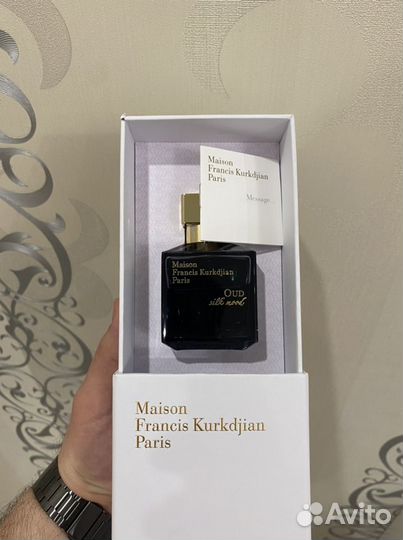 Maison
Francis Kurkdjian
Paris
Message...
Maison
Francis Kurkdjian
Paris
OUD
silk mood
Maison
Francis Kurkdjian
Paris
Avito